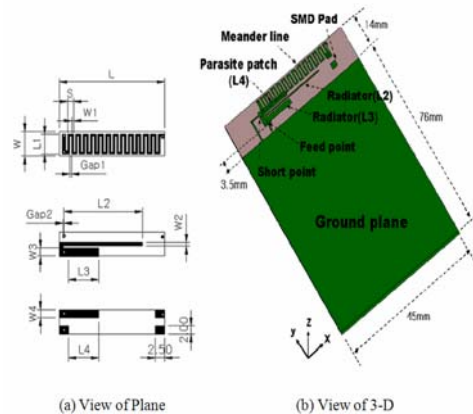 L
S
W1
W
L1
Gap1
Gap2
L2
W2
W3
L3
W4
L4
2.50
2.00
(a) View of Plane
SMD Pad
14mm
Meander line
Parasite patch
(L4)
Radiator(L2)
Radiator(L3)
76mm
Feed point
3.5mm
Short point
Ground plane
45mm
y
z
x
(b) View of 3-D